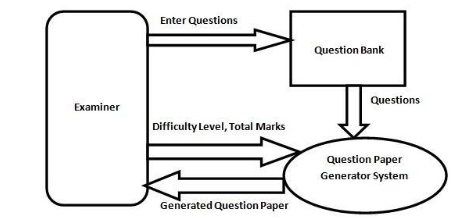 Enter Questions
Question Bank
Examiner
Questions
Difficulty Level, Total Marks
Question Paper
Generator System
Generated Question Paper